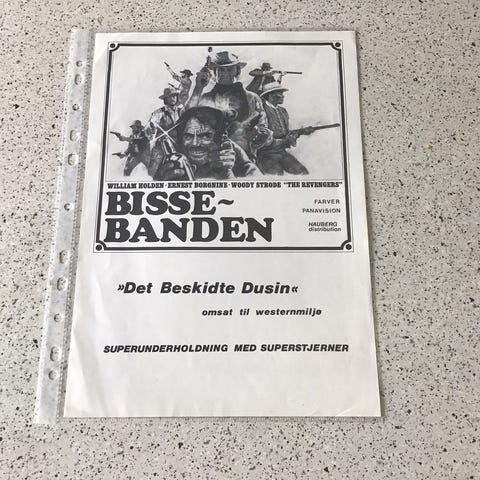 WILLIAM HOLDEN · ERNEST BORGNINE · WOODY STRODE "THE REVENGERS"
BISSE~
BANDEN
FARVER
PANAVISION
HAUBERG
distribution
»Det Beskidte Dusin«
omsat til westernmiljø
SUPERUNDERHOLDNING MED SUPERSTJERNER